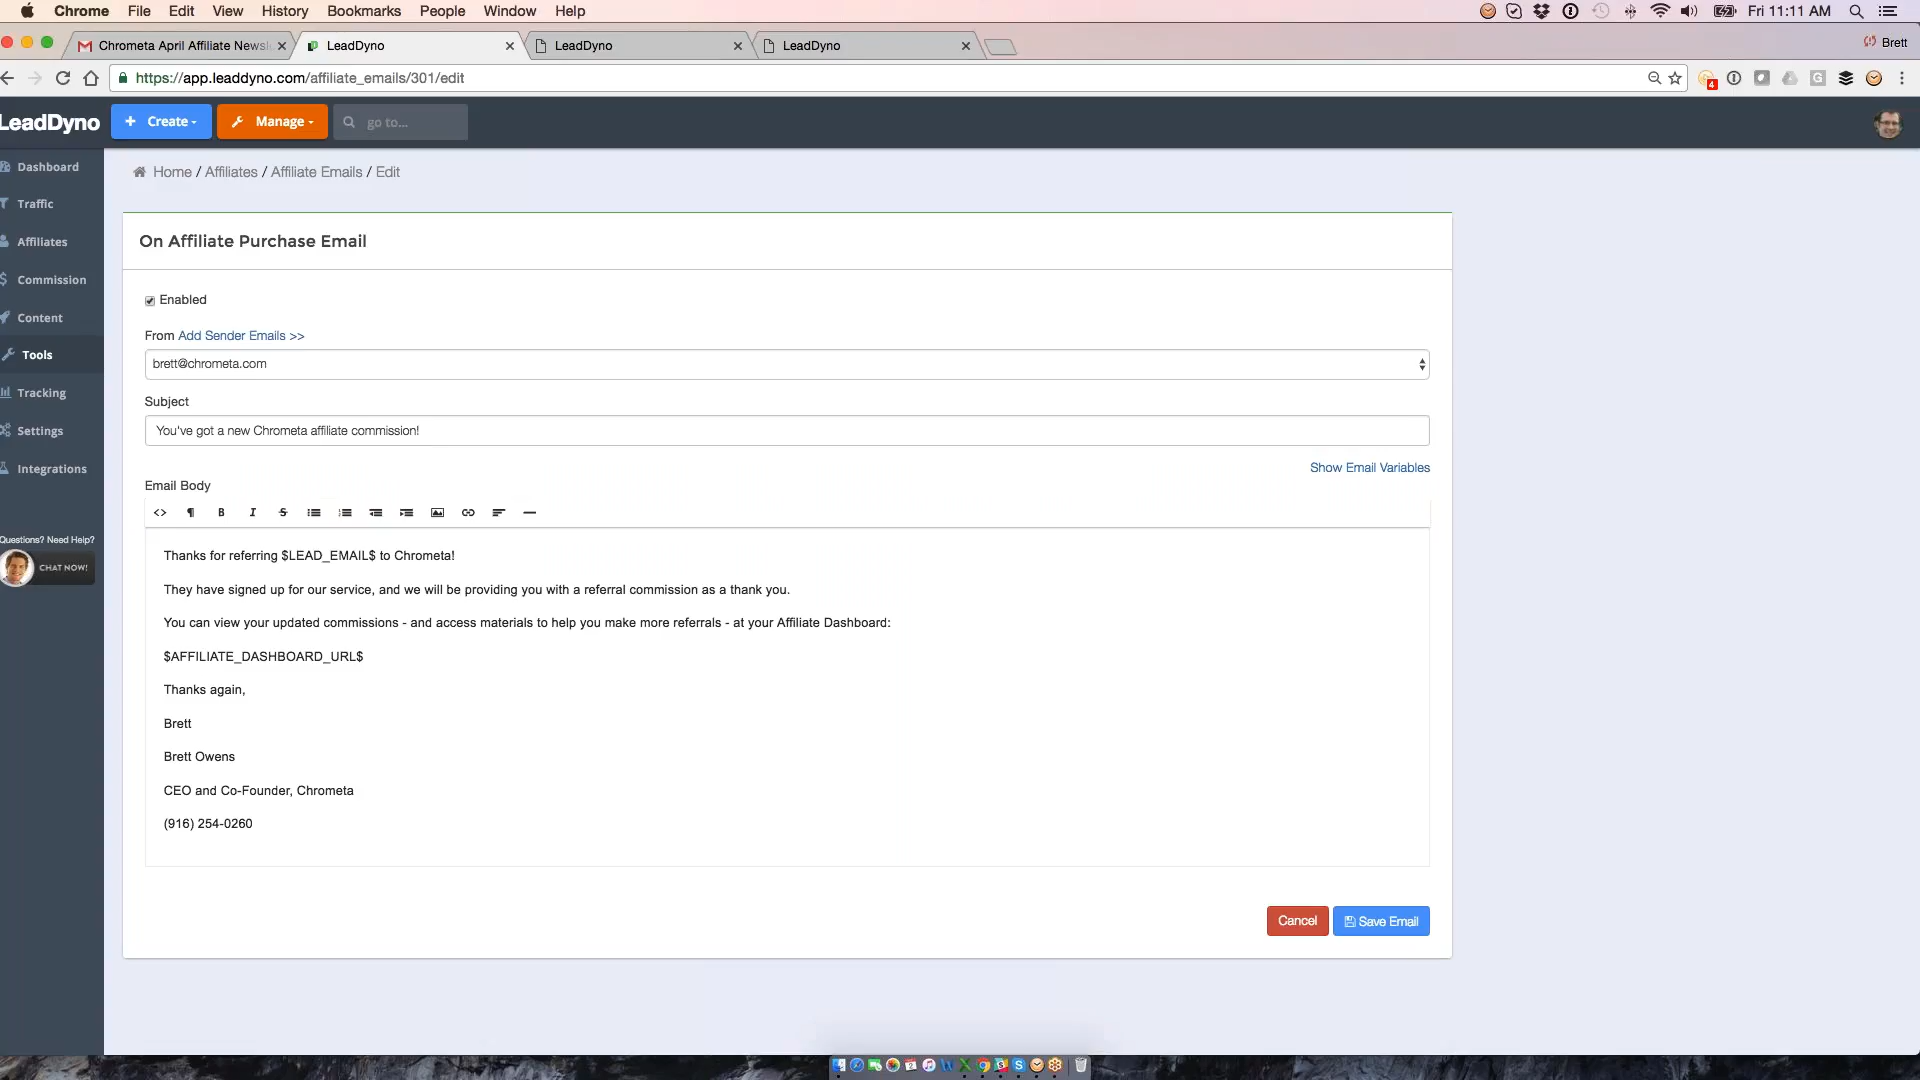 Chrome File Edit View History Bookmarks People Window Help Fri 11:11 AM
Chrometa April Affiliate Newsl LeadDyno LeadDyno LeadDyno Brett
https://app.leaddyno.com/affiliate_emails/301/edit 4
LeadDyno + Create Manage go to...
Dashboard
Traffic
Affiliates
Commission
Content
Tools
Tracking
Settings
Integrations
Questions? Need Help?
CHAT NOW!
Home / Affiliates / Affiliate Emails / Edit
On Affiliate Purchase Email
Enabled
From Add Sender Emails >>
brett@chrometa.com
Subject
You've got a new Chrometa affiliate commission!
Show Email Variables
Email Body
<> ¶ B I S
Thanks for referring $LEAD_EMAIL$ to Chrometa!
They have signed up for our service, and we will be providing you with a referral commission as a thank you.
You can view your updated commissions - and access materials to help you make more referrals - at your Affiliate Dashboard:
$AFFILIATE_DASHBOARD_URL$
Thanks again,
Brett
Brett Owens
CEO and Co-Founder, Chrometa
(916) 254-0260
Cancel Save Email